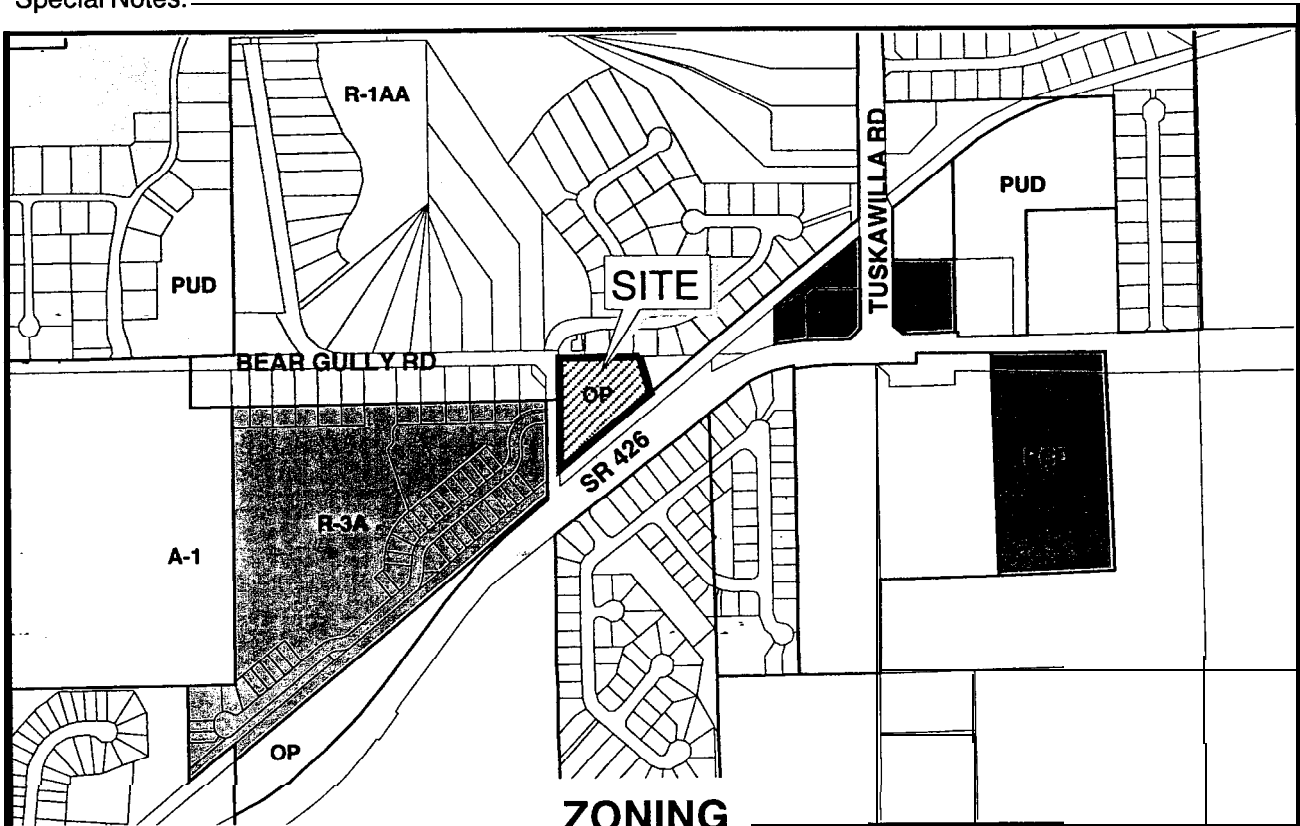 Special Notes:
R-1AA
TUSKAWILLA RD
PUD
PUD
SITE
BEAR GULLY RD
OP
SR 426
R-3A
A-1
OP
ZONING